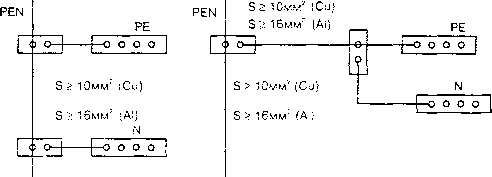 PEN
PE
S ≥ 10мм² (Cu)
S ≥ 16мм² (Al)
N
PEN
S ≥ 10мм² (Cu)
S ≥ 16мм² (Al)
PE
S ≥ 10мм² (Cu)
S ≥ 16мм² (A)
N